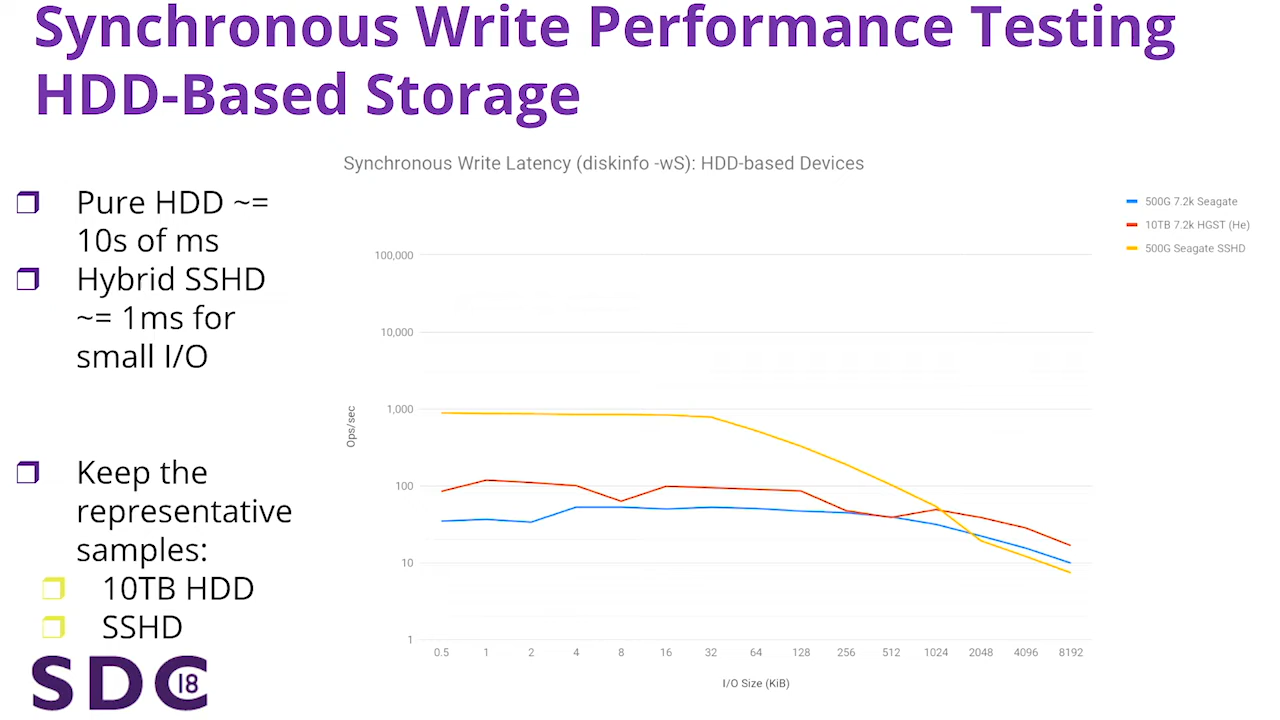 Synchronous Write Performance Testing
HDD-Based Storage
Pure HDD ~=
10s of ms
Hybrid SSHD
~= 1ms for
small I/O
Keep the
representative
samples:
10TB HDD
SSHD
SDC 18
Synchronous Write Latency (diskinfo -wS): HDD-based Devices
500G 7.2k Seagate
10TB 7.2k HGST (He)
500G Seagate SSHD
Ops/sec
100,000
10,000
1,000
100
10
1
0.5 1 2 4 8 16 32 64 128 256 512 1024 2048 4096 8192
I/O Size (KiB)